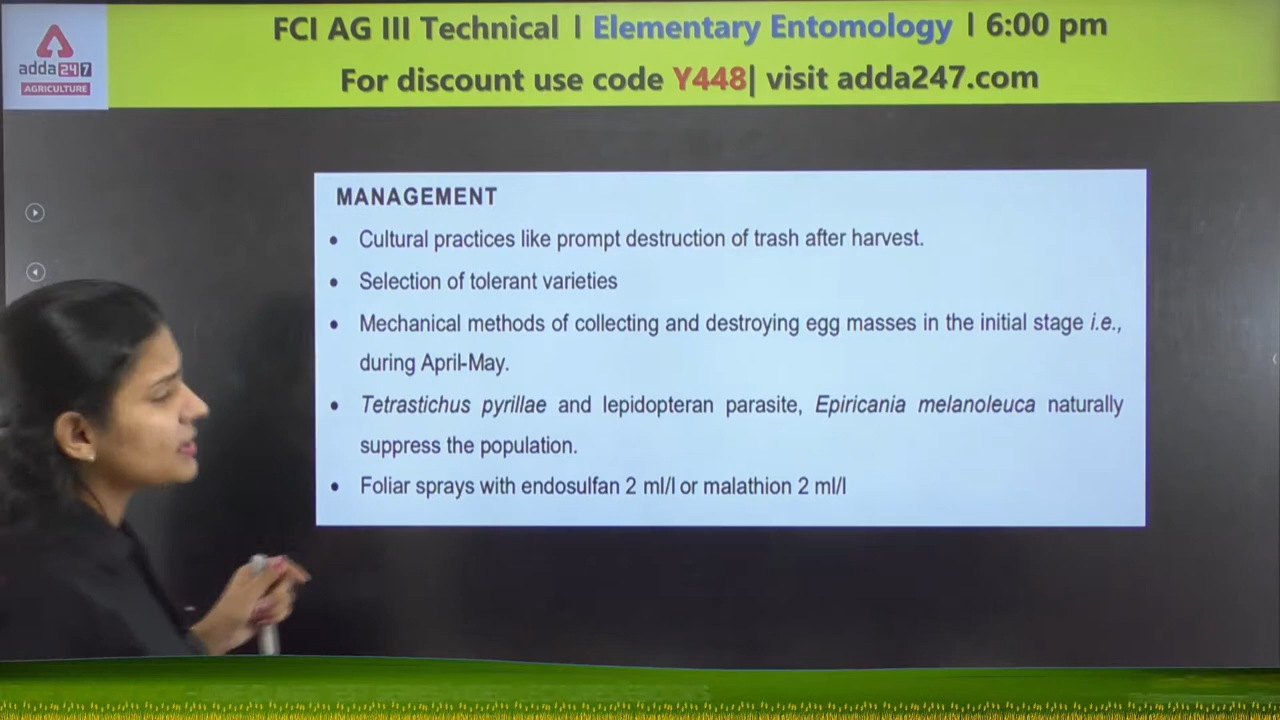 FCI AG III Technical I Elementary Entomology I 6:00 pm
For discount use code Y448| visit adda247.com
adda 247
AGRICULTURE
MANAGEMENT
• Cultural practices like prompt destruction of trash after harvest.
• Selection of tolerant varieties
• Mechanical methods of collecting and destroying egg masses in the initial stage i.e.,
during April-May.
• Tetrastichus pyrillae and lepidopteran parasite, Epiricania melanoleuca naturally
suppress the population.
• Foliar sprays with endosulfan 2 ml/l or malathion 2 ml/l